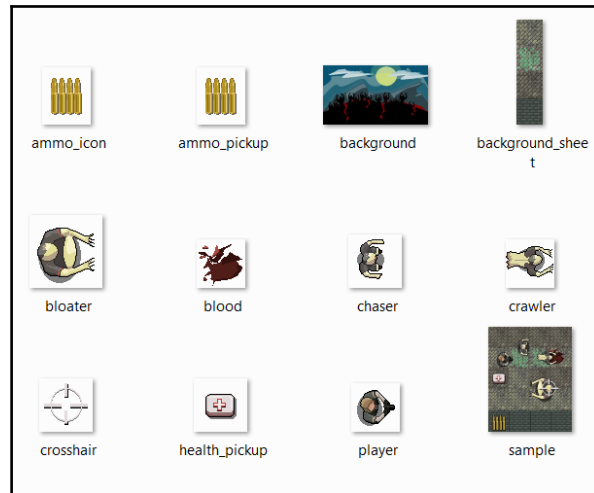 ammo_icon
ammo_pickup
background
background_shee
t
bloater
blood
chaser
crawler
crosshair
health_pickup
player
sample